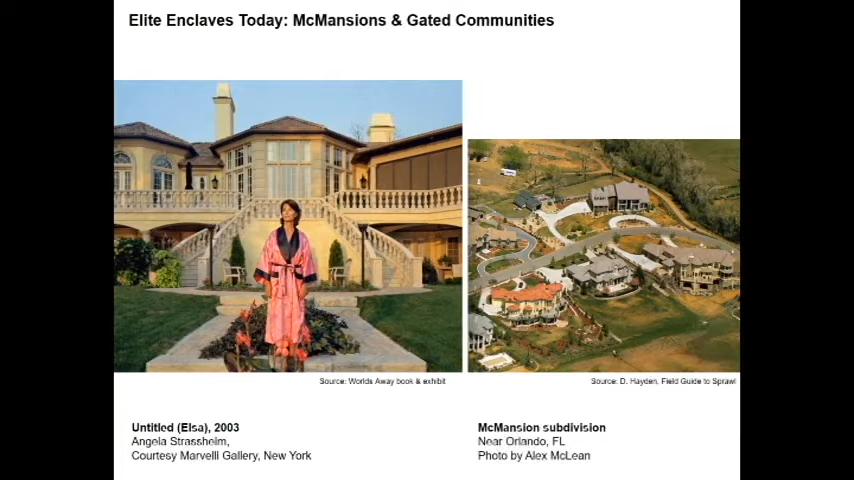 Elite Enclaves Today: McMansions & Gated Communities
Source: Worlds Away book & exhibit
Source: D. Hayden, Field Guide to Sprawl
Untitled (Elsa), 2003
Angela Strassheim,
Courtesy Marvelli Gallery, New York
McMansion subdivision
Near Orlando, FL
Photo by Alex McLean